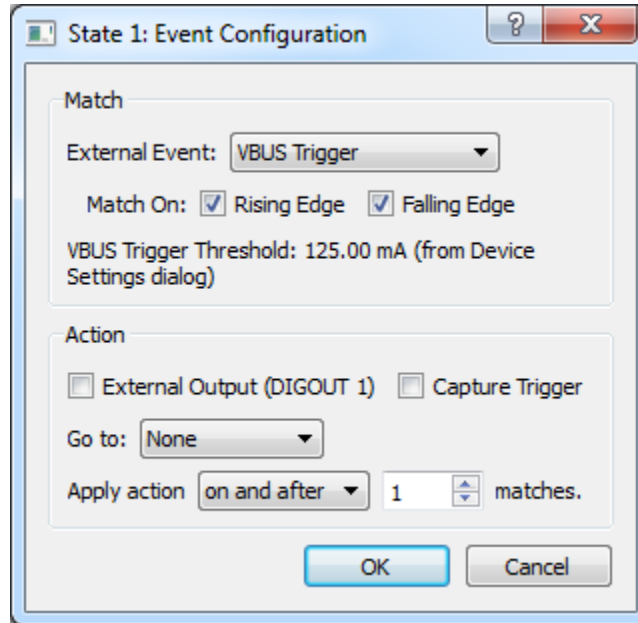 State 1: Event Configuration
?
X
Match
External Event: VBUS Trigger
Match On: Rising Edge Falling Edge
VBUS Trigger Threshold: 125.00 mA (from Device
Settings dialog)
Action
External Output (DIGOUT 1) Capture Trigger
Go to: None
Apply action on and after 1 matches.
OK Cancel